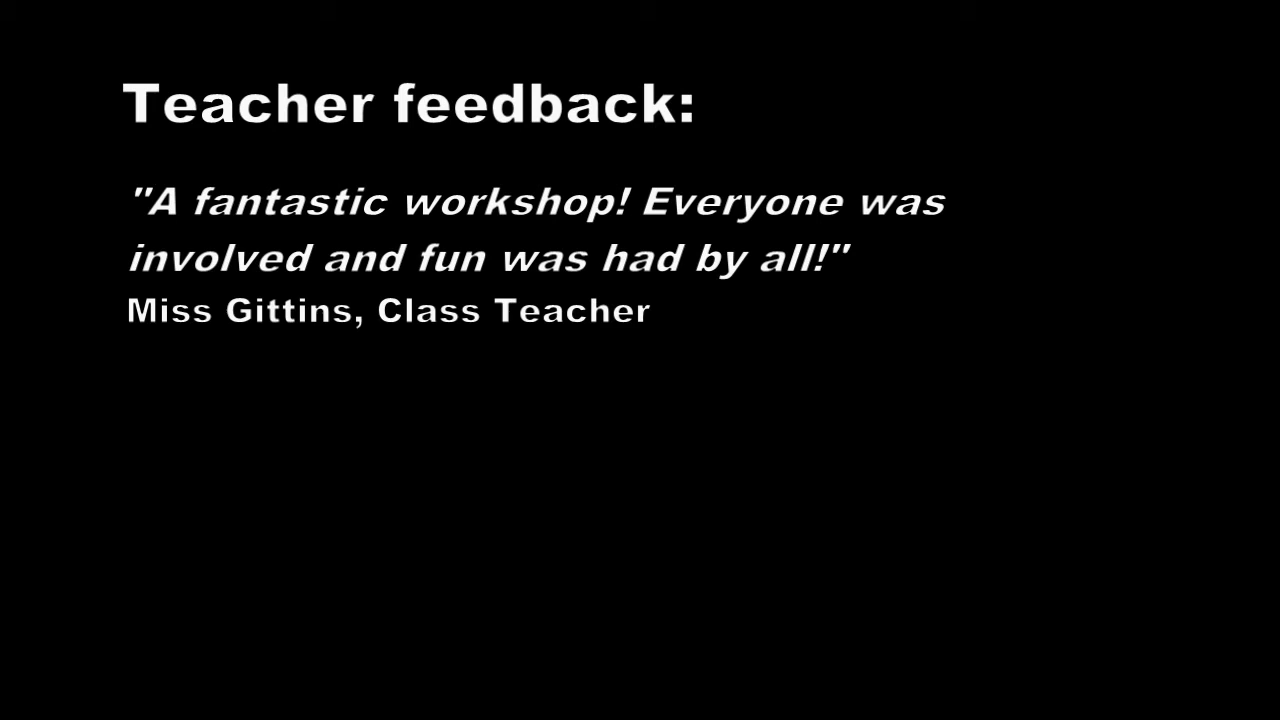 Teacher feedback:
"A fantastic workshop! Everyone was
involved and fun was had by all!"
Miss Gittins, Class Teacher